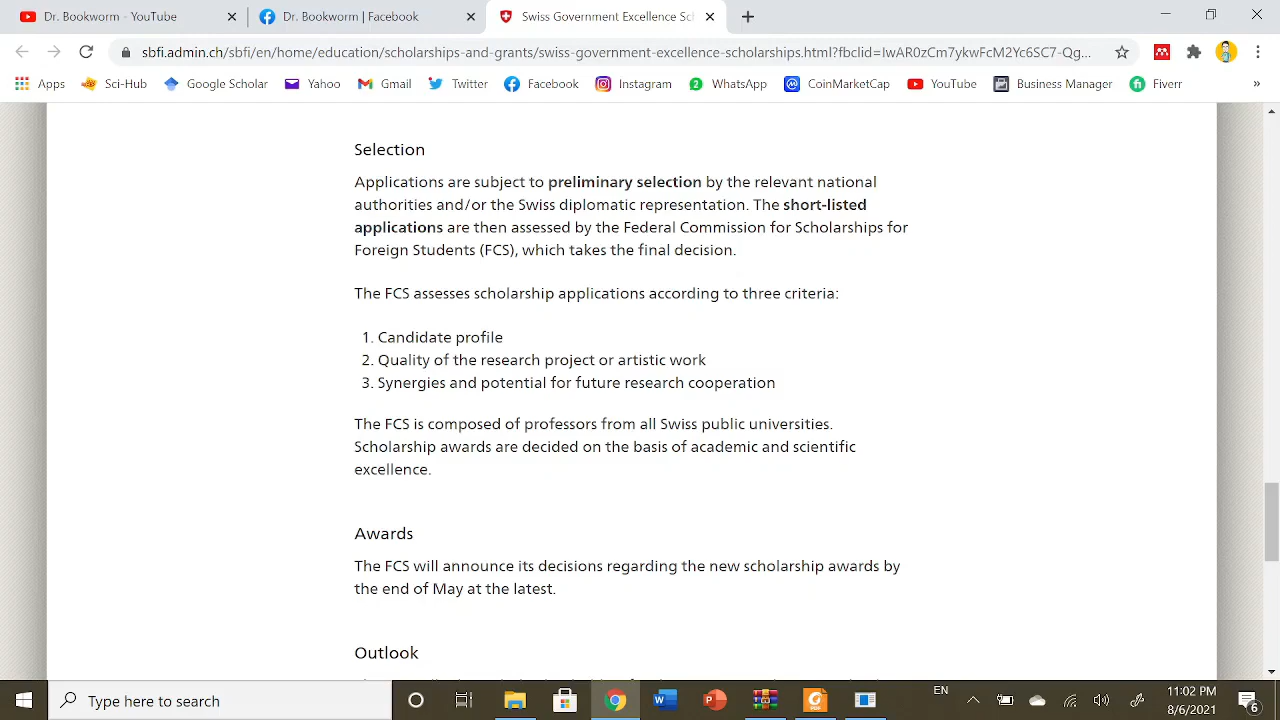 Dr. Bookworm - YouTube
Dr. Bookworm | Facebook
Swiss Government Excellence Sch
sbfi.admin.ch/sbfi/en/home/education/scholarships-and-grants/swiss-government-excellence-scholarships.html?fbclid=IwAR0zCm7ykwFcM2Yc6SC7-Qg...
Apps Sci-Hub Google Scholar Yahoo Gmail Twitter Facebook Instagram 2 WhatsApp CoinMarketCap YouTube Business Manager fi Fiverr »
Selection
Applications are subject to preliminary selection by the relevant national
authorities and/or the Swiss diplomatic representation. The short-listed
applications are then assessed by the Federal Commission for Scholarships for
Foreign Students (FCS), which takes the final decision.
The FCS assesses scholarship applications according to three criteria:
1. Candidate profile
2. Quality of the research project or artistic work
3. Synergies and potential for future research cooperation
The FCS is composed of professors from all Swiss public universities.
Scholarship awards are decided on the basis of academic and scientific
excellence.
Awards
The FCS will announce its decisions regarding the new scholarship awards by
the end of May at the latest.
Outlook
Type here to search
EN
11:02 PM
8/6/2021
6